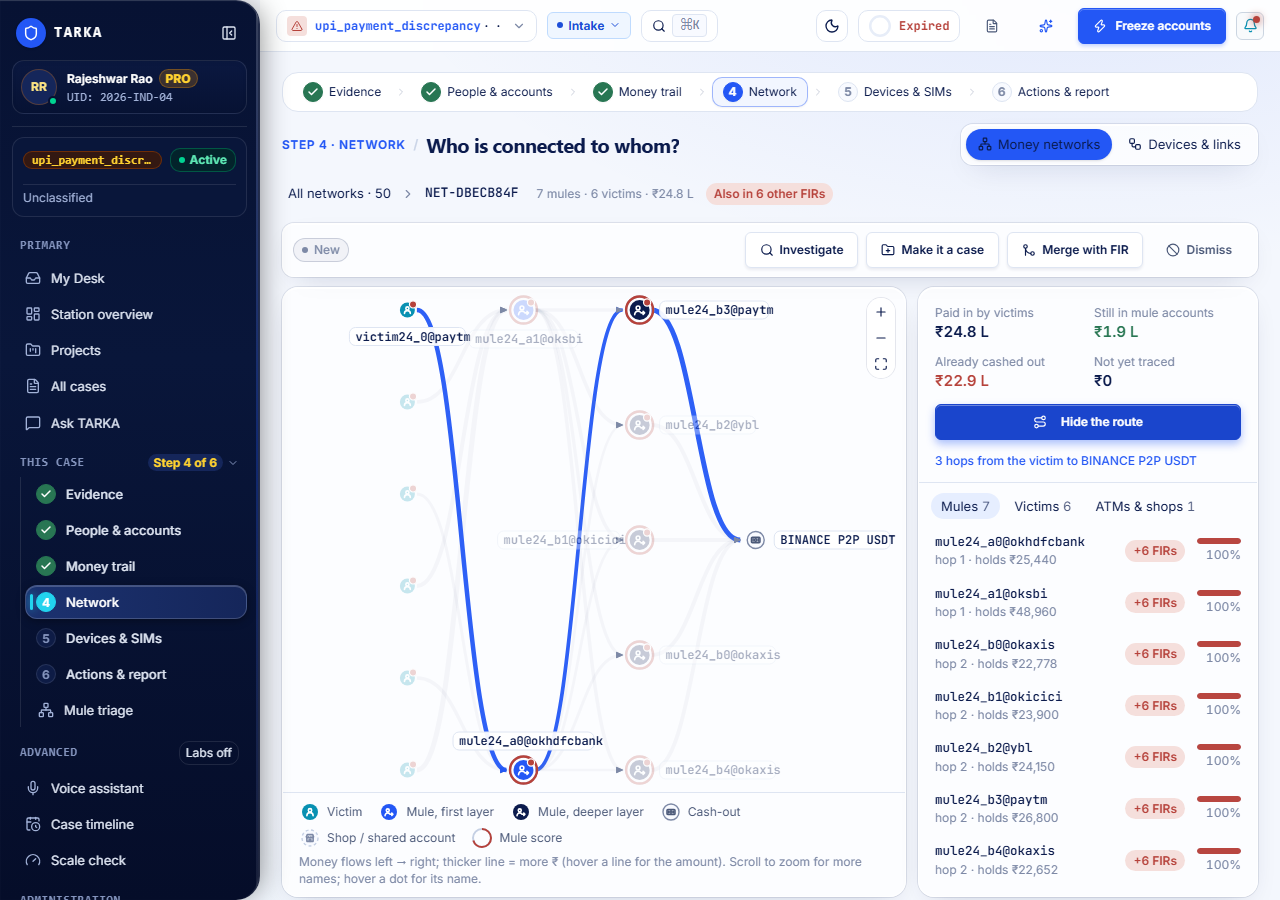 TARKA
Rajeshwar Rao PRO
UID: 2026-IND-04
upi_payment_discr… Active
Unclassified
PRIMARY
My Desk
Station overview
Projects
All cases
Ask TARKA
THIS CASE Step 4 of 6
Evidence
People & accounts
Money trail
4 Network
5 Devices & SIMs
6 Actions & report
Mule triage
ADVANCED Labs off
Voice assistant
Case timeline
Scale check
ADMINISTRATION
upi_payment_discrepancy · · Intake ⌘K Expired Freeze accounts
Evidence People & accounts Money trail 4 Network 5 Devices & SIMs 6 Actions & report
STEP 4 · NETWORK / Who is connected to whom? Money networks Devices & links
All networks · 50 NET-DBECB84F 7 mules · 6 victims · ₹24.8 L Also in 6 other FIRs
New Investigate Make it a case Merge with FIR Dismiss
mule24_b3@paytm
victim24_0@paytm mule24_a1@oksbi
mule24_b2@ybl
mule24_b1@okicici BINANCE P2P USDT
mule24_b0@okaxis
mule24_a0@okhdfcbank
mule24_b4@okaxis
+
−
Victim Mule, first layer Mule, deeper layer Cash-out
Shop / shared account Mule score
Money flows left → right; thicker line = more ₹ (hover a line for the amount). Scroll to zoom for more
names; hover a dot for its name.
Paid in by victims Still in mule accounts
₹24.8 L ₹1.9 L
Already cashed out Not yet traced
₹22.9 L ₹0
Hide the route
3 hops from the victim to BINANCE P2P USDT
Mules 7 Victims 6 ATMs & shops 1
mule24_a0@okhdfcbank +6 FIRs
hop 1 · holds ₹25,440 100%
mule24_a1@oksbi +6 FIRs
hop 1 · holds ₹48,960 100%
mule24_b0@okaxis +6 FIRs
hop 2 · holds ₹22,778 100%
mule24_b1@okicici +6 FIRs
hop 2 · holds ₹23,900 100%
mule24_b2@ybl +6 FIRs
hop 2 · holds ₹24,150 100%
mule24_b3@paytm +6 FIRs
hop 2 · holds ₹26,800 100%
mule24_b4@okaxis +6 FIRs
hop 2 · holds ₹22,652 100%